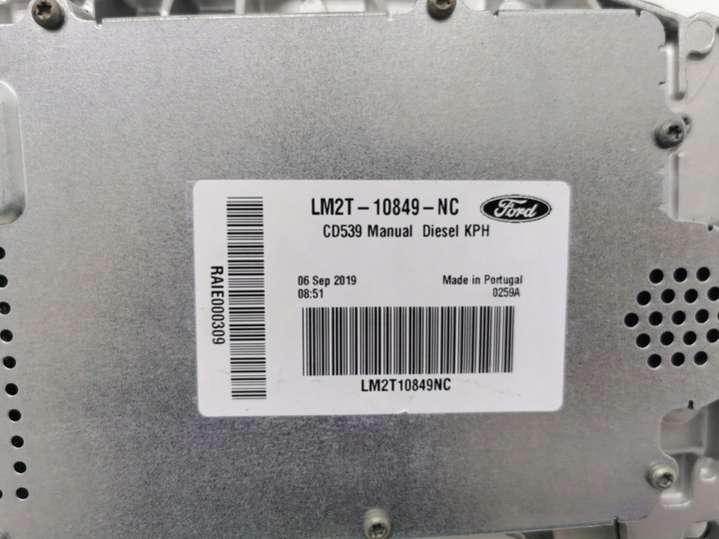 LM2T-10849-NC
Ford
CD539 Manual Diesel KPH
06 Sep 2019
08:51
Made in Portugal
0259A
LM2T10849NC
RAIE000309